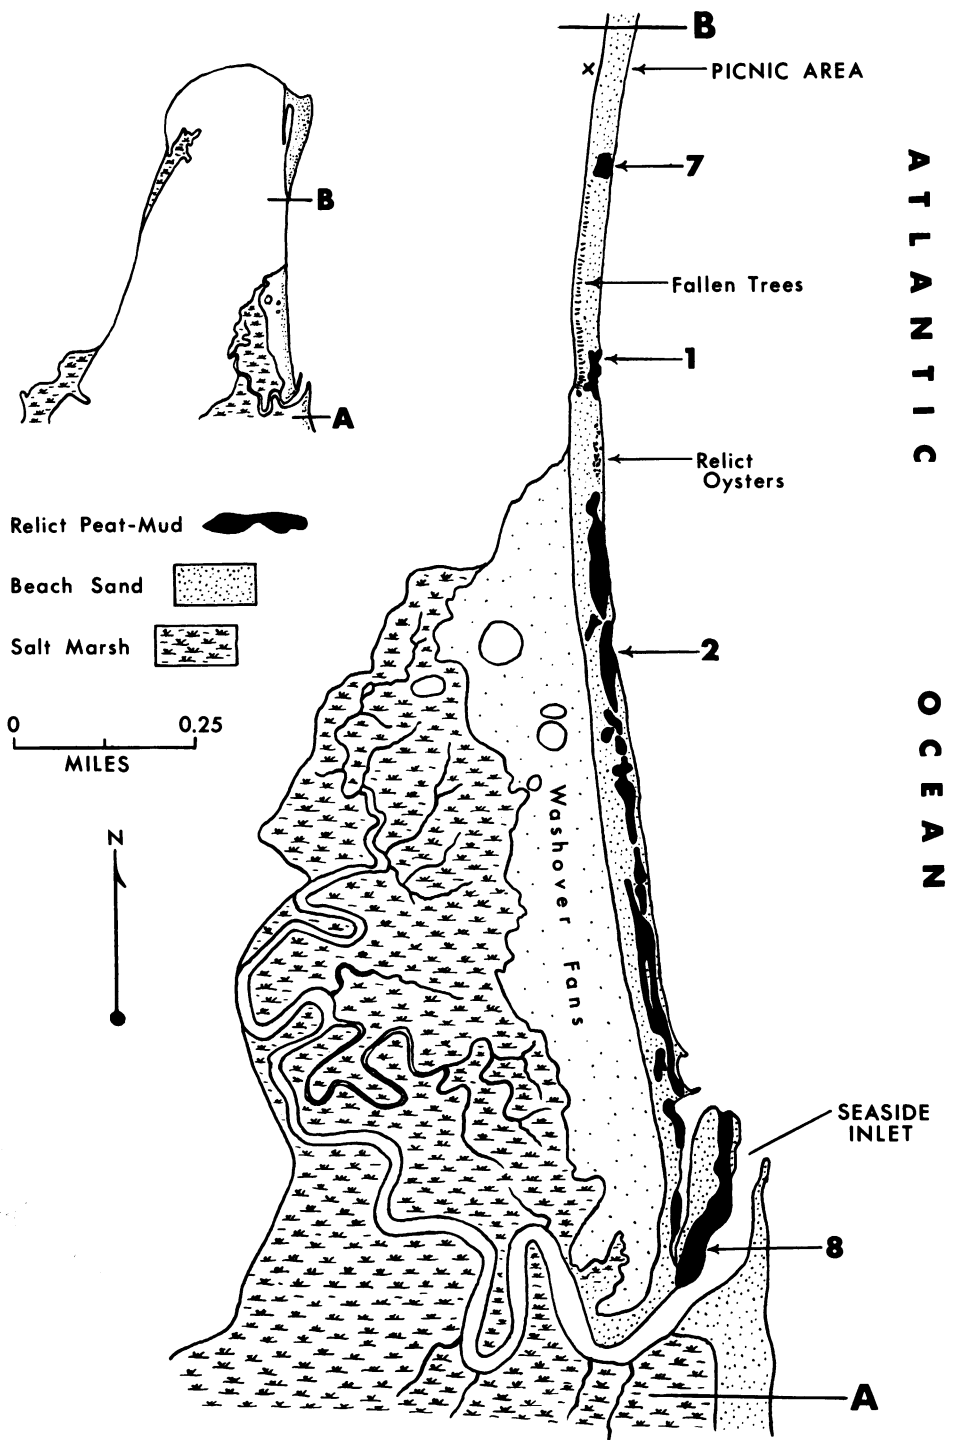 B
PICNIC AREA
x
7
B
Fallen Trees
1
A
Relict
Oysters
Relict Peat-Mud
Beach Sand
Salt Marsh
2
0 0.25
MILES
N
Washover Fans
ATLANTIC OCEAN
SEASIDE
INLET
8
A